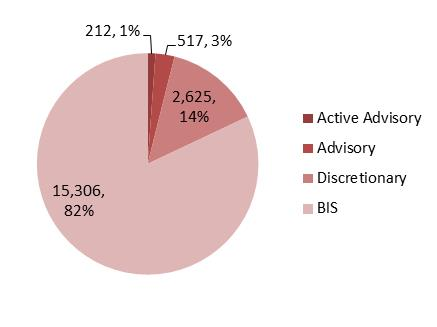 212, 1%
517, 3%
2,625,
14%
15,306,
82%
Active Advisory
Advisory
Discretionary
BIS